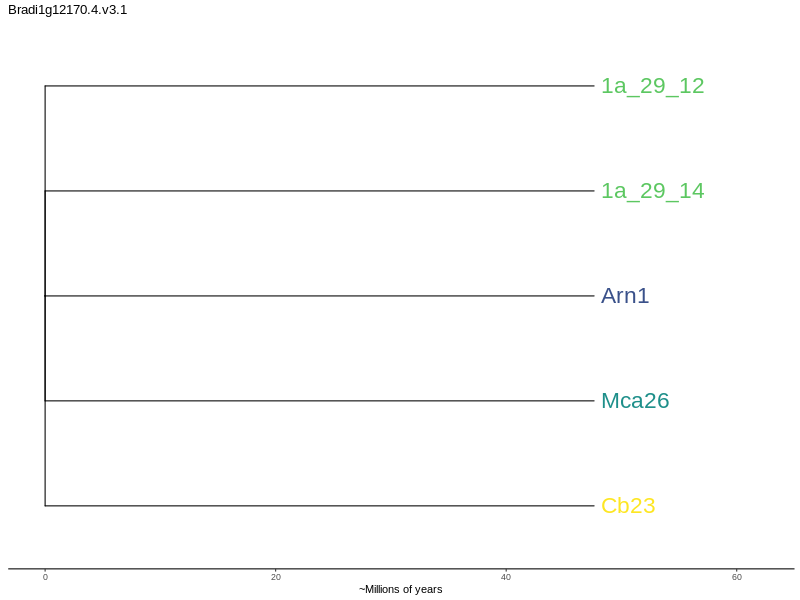 Bradi1g12170.4.v3.1
1a_29_12
1a_29_14
Arn1
Mca26
Cb23
0 20 40 60
~Millions of years